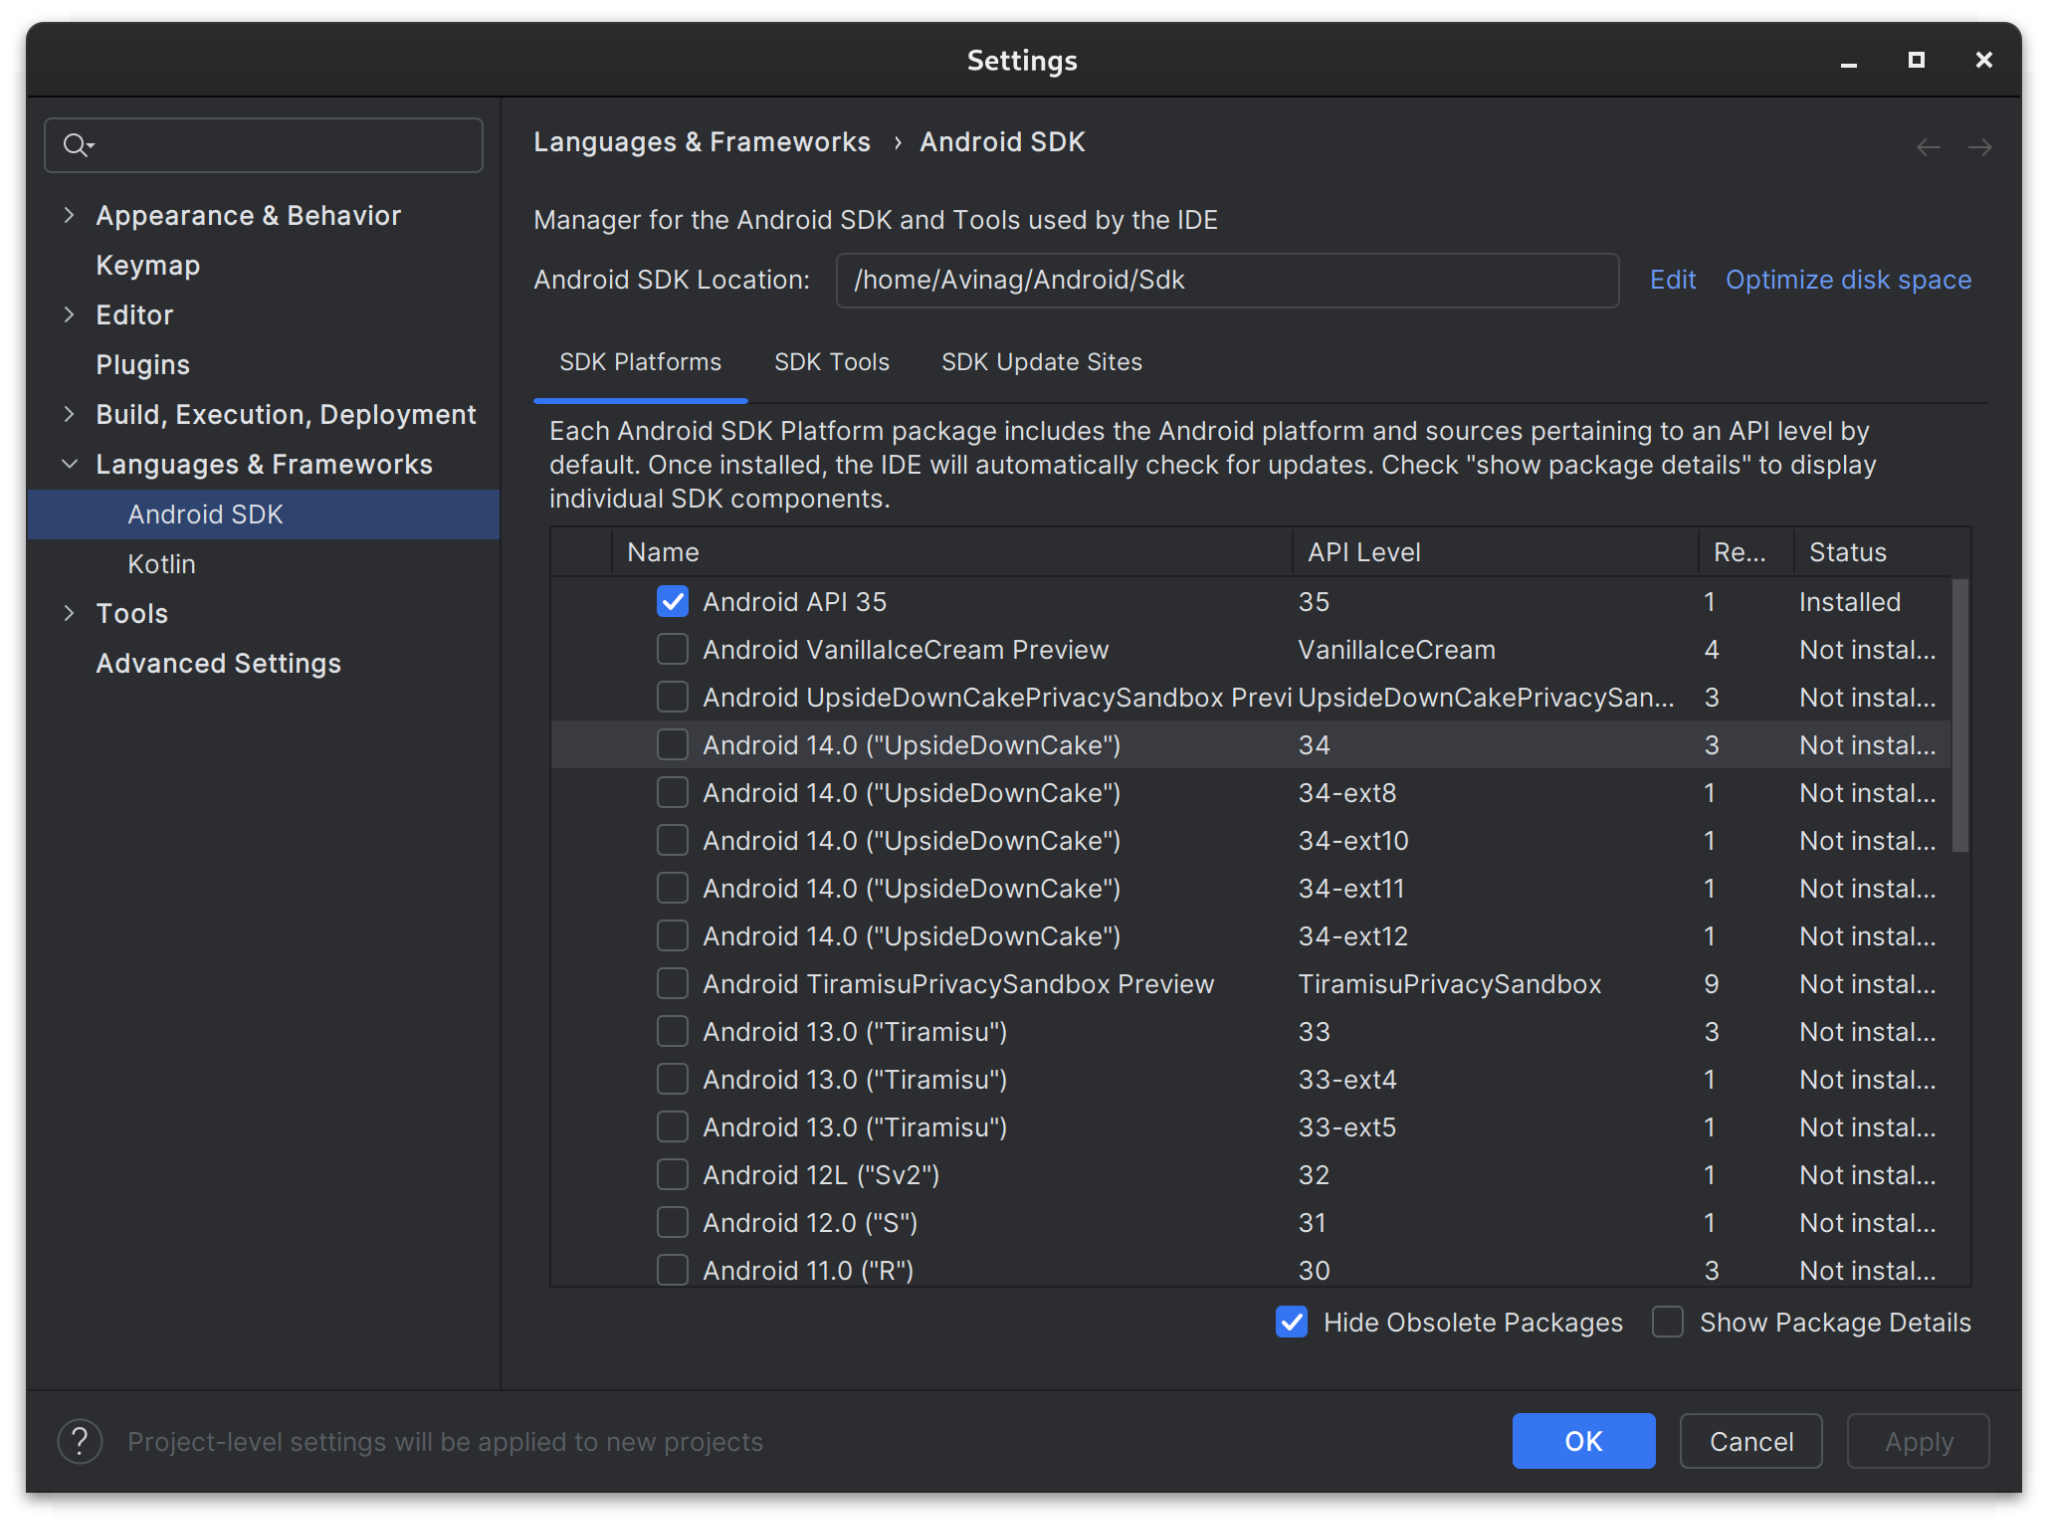 Settings
Languages & Frameworks › Android SDK
Appearance & Behavior
Keymap
Editor
Plugins
Build, Execution, Deployment
Languages & Frameworks
Android SDK
Kotlin
Tools
Advanced Settings
Manager for the Android SDK and Tools used by the IDE
Android SDK Location: /home/Avinag/Android/Sdk Edit Optimize disk space
SDK Platforms SDK Tools SDK Update Sites
Each Android SDK Platform package includes the Android platform and sources pertaining to an API level by
default. Once installed, the IDE will automatically check for updates. Check "show package details" to display
individual SDK components.
Name API Level Re... Status
Android API 35 35 1 Installed
Android VanillaIceCream Preview VanillaIceCream 4 Not instal...
Android UpsideDownCakePrivacySandbox Previ UpsideDownCakePrivacySan... 3 Not instal...
Android 14.0 ("UpsideDownCake") 34 3 Not instal...
Android 14.0 ("UpsideDownCake") 34-ext8 1 Not instal...
Android 14.0 ("UpsideDownCake") 34-ext10 1 Not instal...
Android 14.0 ("UpsideDownCake") 34-ext11 1 Not instal...
Android 14.0 ("UpsideDownCake") 34-ext12 1 Not instal...
Android TiramisuPrivacySandbox Preview TiramisuPrivacySandbox 9 Not instal...
Android 13.0 ("Tiramisu") 33 3 Not instal...
Android 13.0 ("Tiramisu") 33-ext4 1 Not instal...
Android 13.0 ("Tiramisu") 33-ext5 1 Not instal...
Android 12L ("Sv2") 32 1 Not instal...
Android 12.0 ("S") 31 1 Not instal...
Android 11.0 ("R") 30 3 Not instal...
Hide Obsolete Packages Show Package Details
? Project-level settings will be applied to new projects
OK Cancel Apply